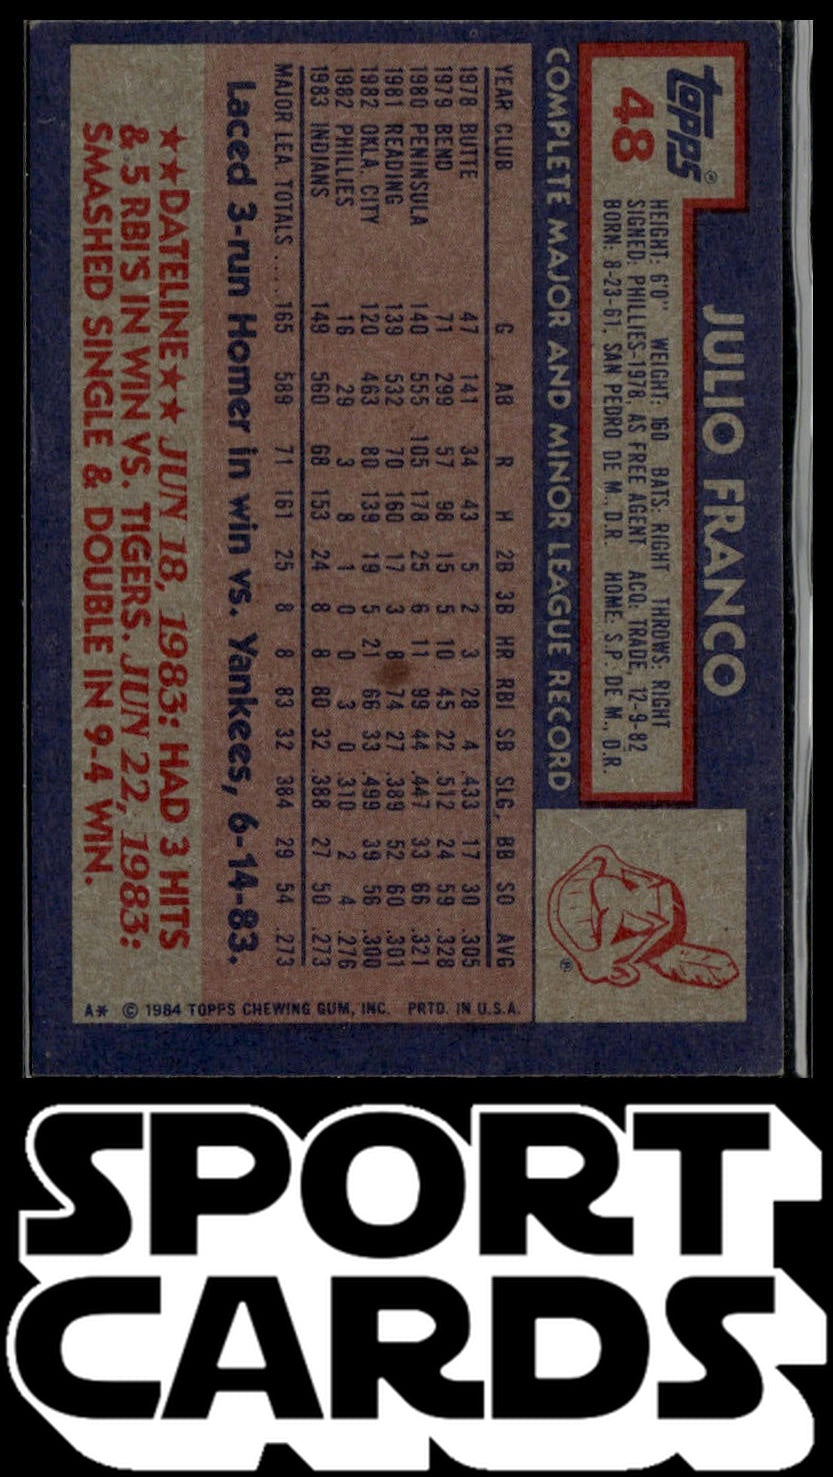 topps®
48
JULIO FRANCO
HEIGHT: 6'0" WEIGHT: 160 BATS: RIGHT THROWS: RIGHT
SIGNED: PHILLIES-1978, AS FREE AGENT ACQ: TRADE, 12-9-82
BORN: 8-23-61, SAN PEDRO DE M., D.R. HOME: S.P. DE M., D.R.
COMPLETE MAJOR AND MINOR LEAGUE RECORD
YEAR CLUB G AB R H 2B 3B HR RBI SB SLG. BB SO AVG
1978 BUTTE 47 141 34 43 5 2 3 28 4 .433 17 30 .305
1979 BEND 71 299 57 98 15 5 10 45 22 .512 24 59 .328
1980 PENINSULA 140 555 105 178 25 6 11 99 44 .447 33 66 .321
1981 READING 139 532 70 160 17 3 8 74 27 .389 52 60 .301
1982 OKLA. CITY 120 463 80 139 19 5 21 66 33 .499 39 56 .300
1982 PHILLIES 16 29 3 8 1 0 0 3 0 .310 2 4 .276
1983 INDIANS 149 560 68 153 24 8 8 80 32 .388 27 50 .273
MAJOR LEA. TOTALS .... 165 589 71 161 25 8 8 83 32 .384 29 54 .273
Laced 3-run Homer in win vs. Yankees, 6-14-83.
★★DATELINE★★ JUN 18, 1983: HAD 3 HITS
& 5 RBI'S IN WIN VS. TIGERS. JUN 22, 1983:
SMASHED SINGLE & DOUBLE IN 9-4 WIN.
®
A* © 1984 TOPPS CHEWING GUM, INC. PRTD. IN U.S.A.
SPORT
CARDS